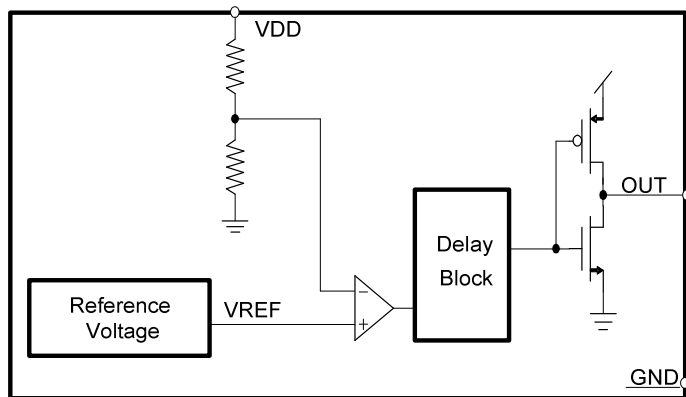 VDD
OUT
Delay
Block
Reference
Voltage
VREF
−
+
GND